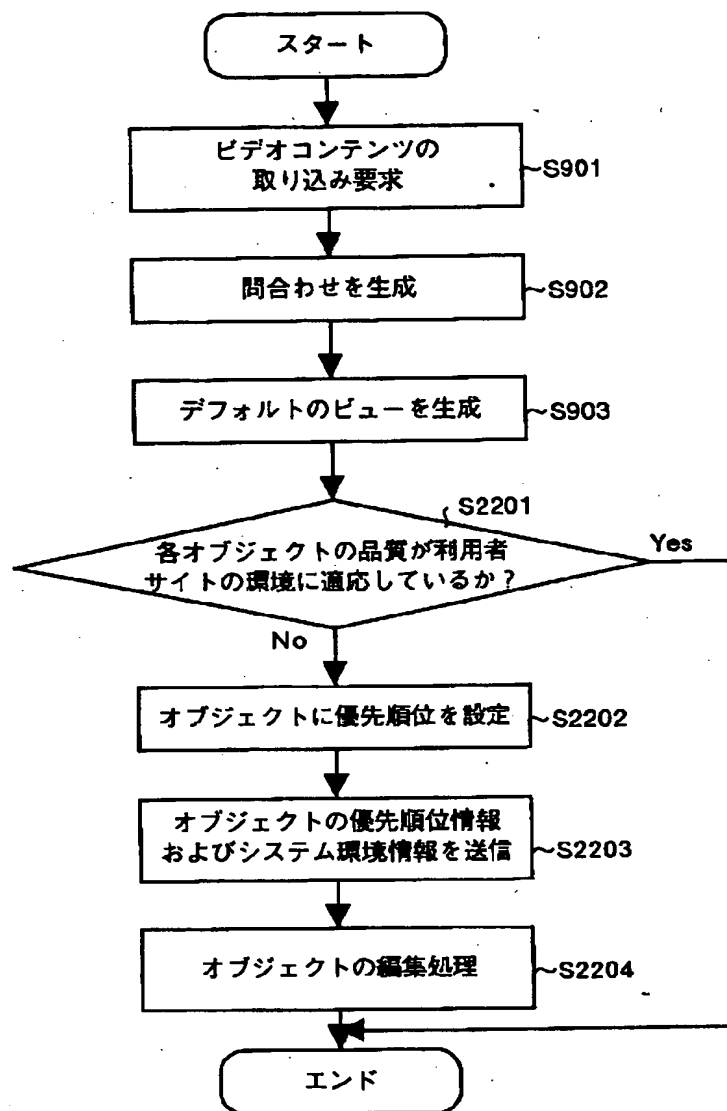 スタート
ビデオコンテンツの
取り込み要求
S901
問合わせを生成
S902
デフォルトのビューを生成
S903
S2201
各オブジェクトの品質が利用者
サイトの環境に適応しているか？
Yes
No
オブジェクトに優先順位を設定
S2202
オブジェクトの優先順位情報
およびシステム環境情報を送信
S2203
オブジェクトの編集処理
S2204
エンド